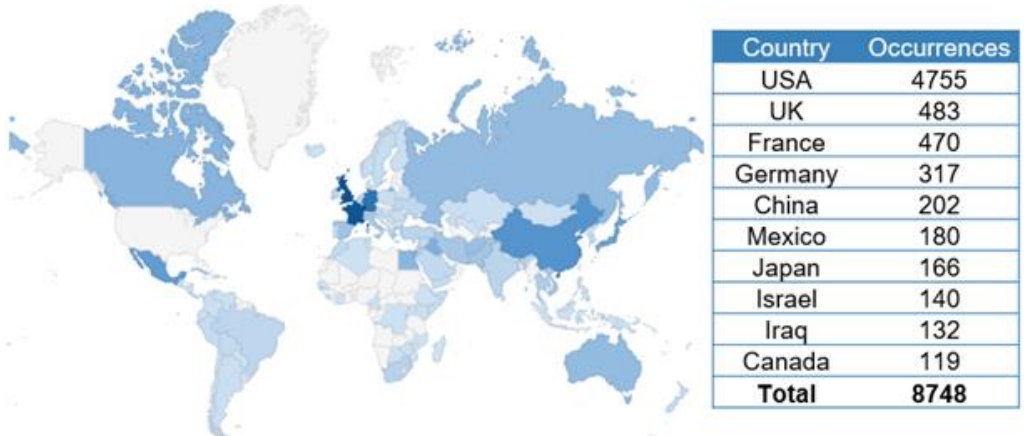 Country Occurrences
USA 4755
UK 483
France 470
Germany 317
China 202
Mexico 180
Japan 166
Israel 140
Iraq 132
Canada 119
Total 8748